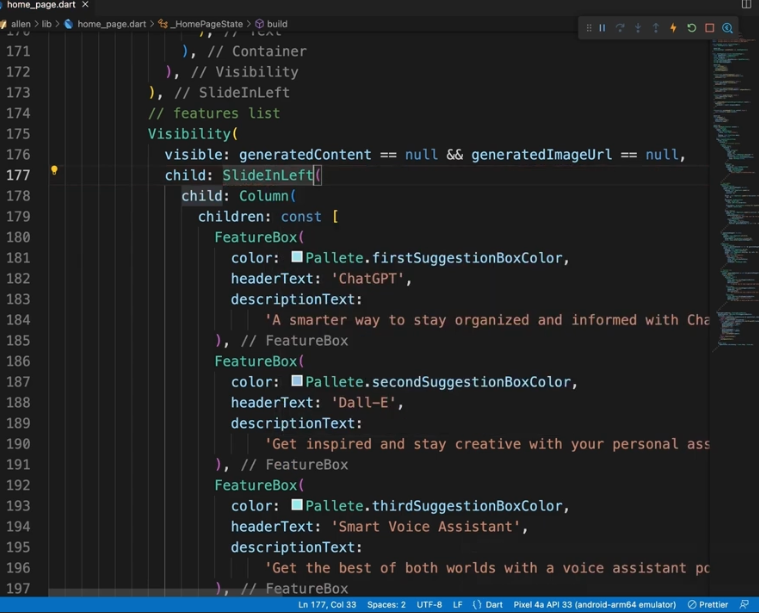 home_page.dart ×
allen > lib > home_page.dart > _HomePageState > build
170 ), // Text
171 ), // Container
172 ), // Visibility
173 ), // SlideInLeft
174 // features list
175 Visibility(
176 visible: generatedContent == null && generatedImageUrl == null,
177 child: SlideInLeft(
178 child: Column(
179 children: const [
180 FeatureBox(
181 color: Pallete.firstSuggestionBoxColor,
182 headerText: 'ChatGPT',
183 descriptionText:
184 'A smarter way to stay organized and informed with Cha
185 ), // FeatureBox
186 FeatureBox(
187 color: Pallete.secondSuggestionBoxColor,
188 headerText: 'Dall-E',
189 descriptionText:
190 'Get inspired and stay creative with your personal ass
191 ), // FeatureBox
192 FeatureBox(
193 color: Pallete.thirdSuggestionBoxColor,
194 headerText: 'Smart Voice Assistant',
195 descriptionText:
196 'Get the best of both worlds with a voice assistant po
197 ), // FeatureBox
Ln 177, Col 33 Spaces: 2 UTF-8 LF {} Dart Pixel 4a API 33 (android-arm64 emulator) Prettier